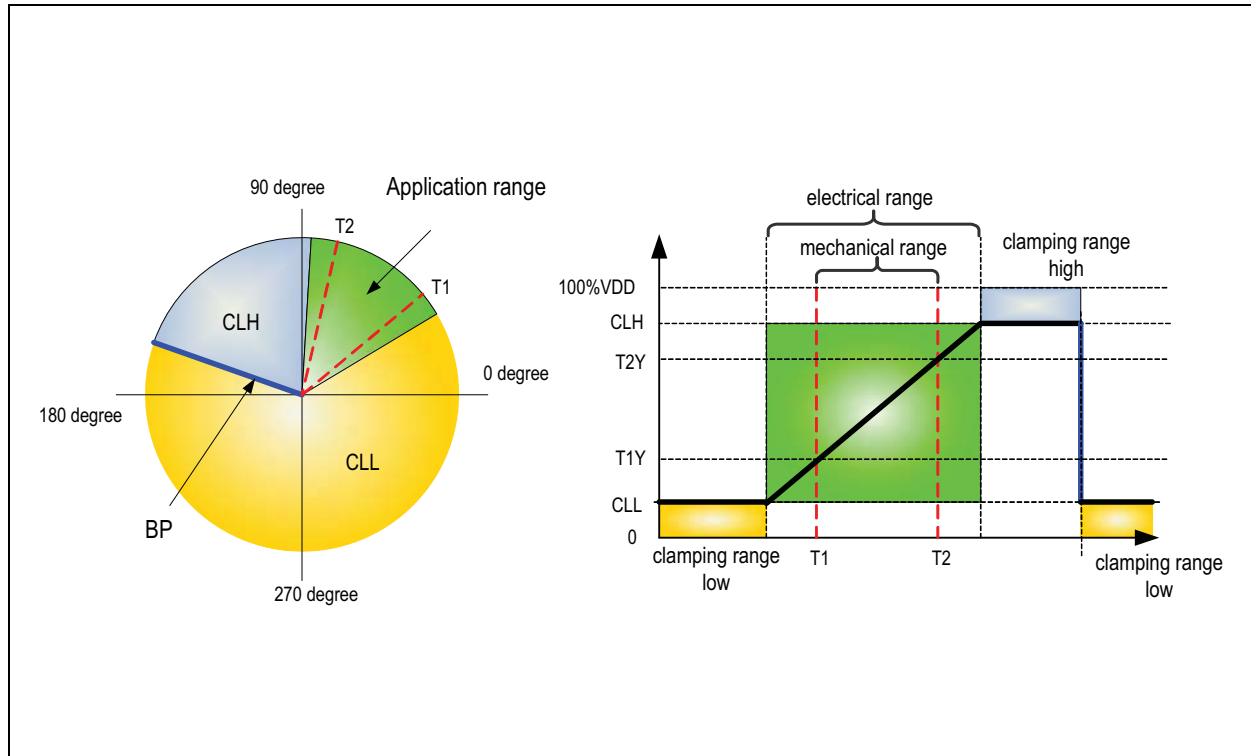 90 degree
Application range
T2
T1
CLH
0 degree
180 degree
CLL
BP
270 degree
electrical range
mechanical range
clamping range
high
100%VDD
CLH
T2Y
T1Y
CLL
0
clamping range
low
T1
T2
clamping range
low